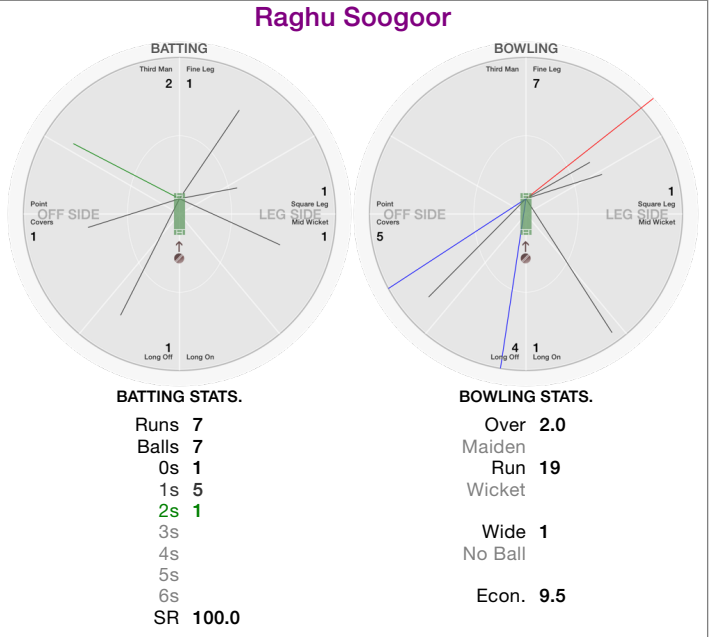 Raghu Soogoor
BATTING
Third Man Fine Leg
2 1
1
Point Square Leg
OFF SIDE LEG SIDE
Covers Mid Wicket
1 1
1
Long Off Long On
BOWLING
Third Man Fine Leg
7
1
Point Square Leg
OFF SIDE LEG SIDE
Covers Mid Wicket
5
4 1
Long Off Long On
BATTING STATS.
Runs 7
Balls 7
0s 1
1s 5
2s 1
3s
4s
5s
6s
SR 100.0
BOWLING STATS.
Over 2.0
Maiden
Run 19
Wicket
Wide 1
No Ball
Econ. 9.5